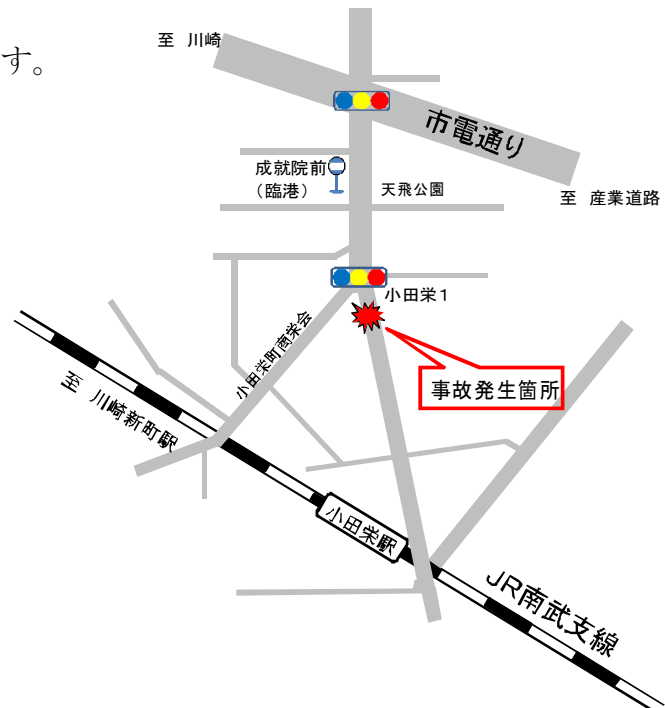 至 川崎
す。
市電通り
成就院前
（臨港）
天飛公園
至 産業道路
小田栄１
小田栄町商栄会
事故発生箇所
至 川崎新町駅
小田栄駅
JR南武支線